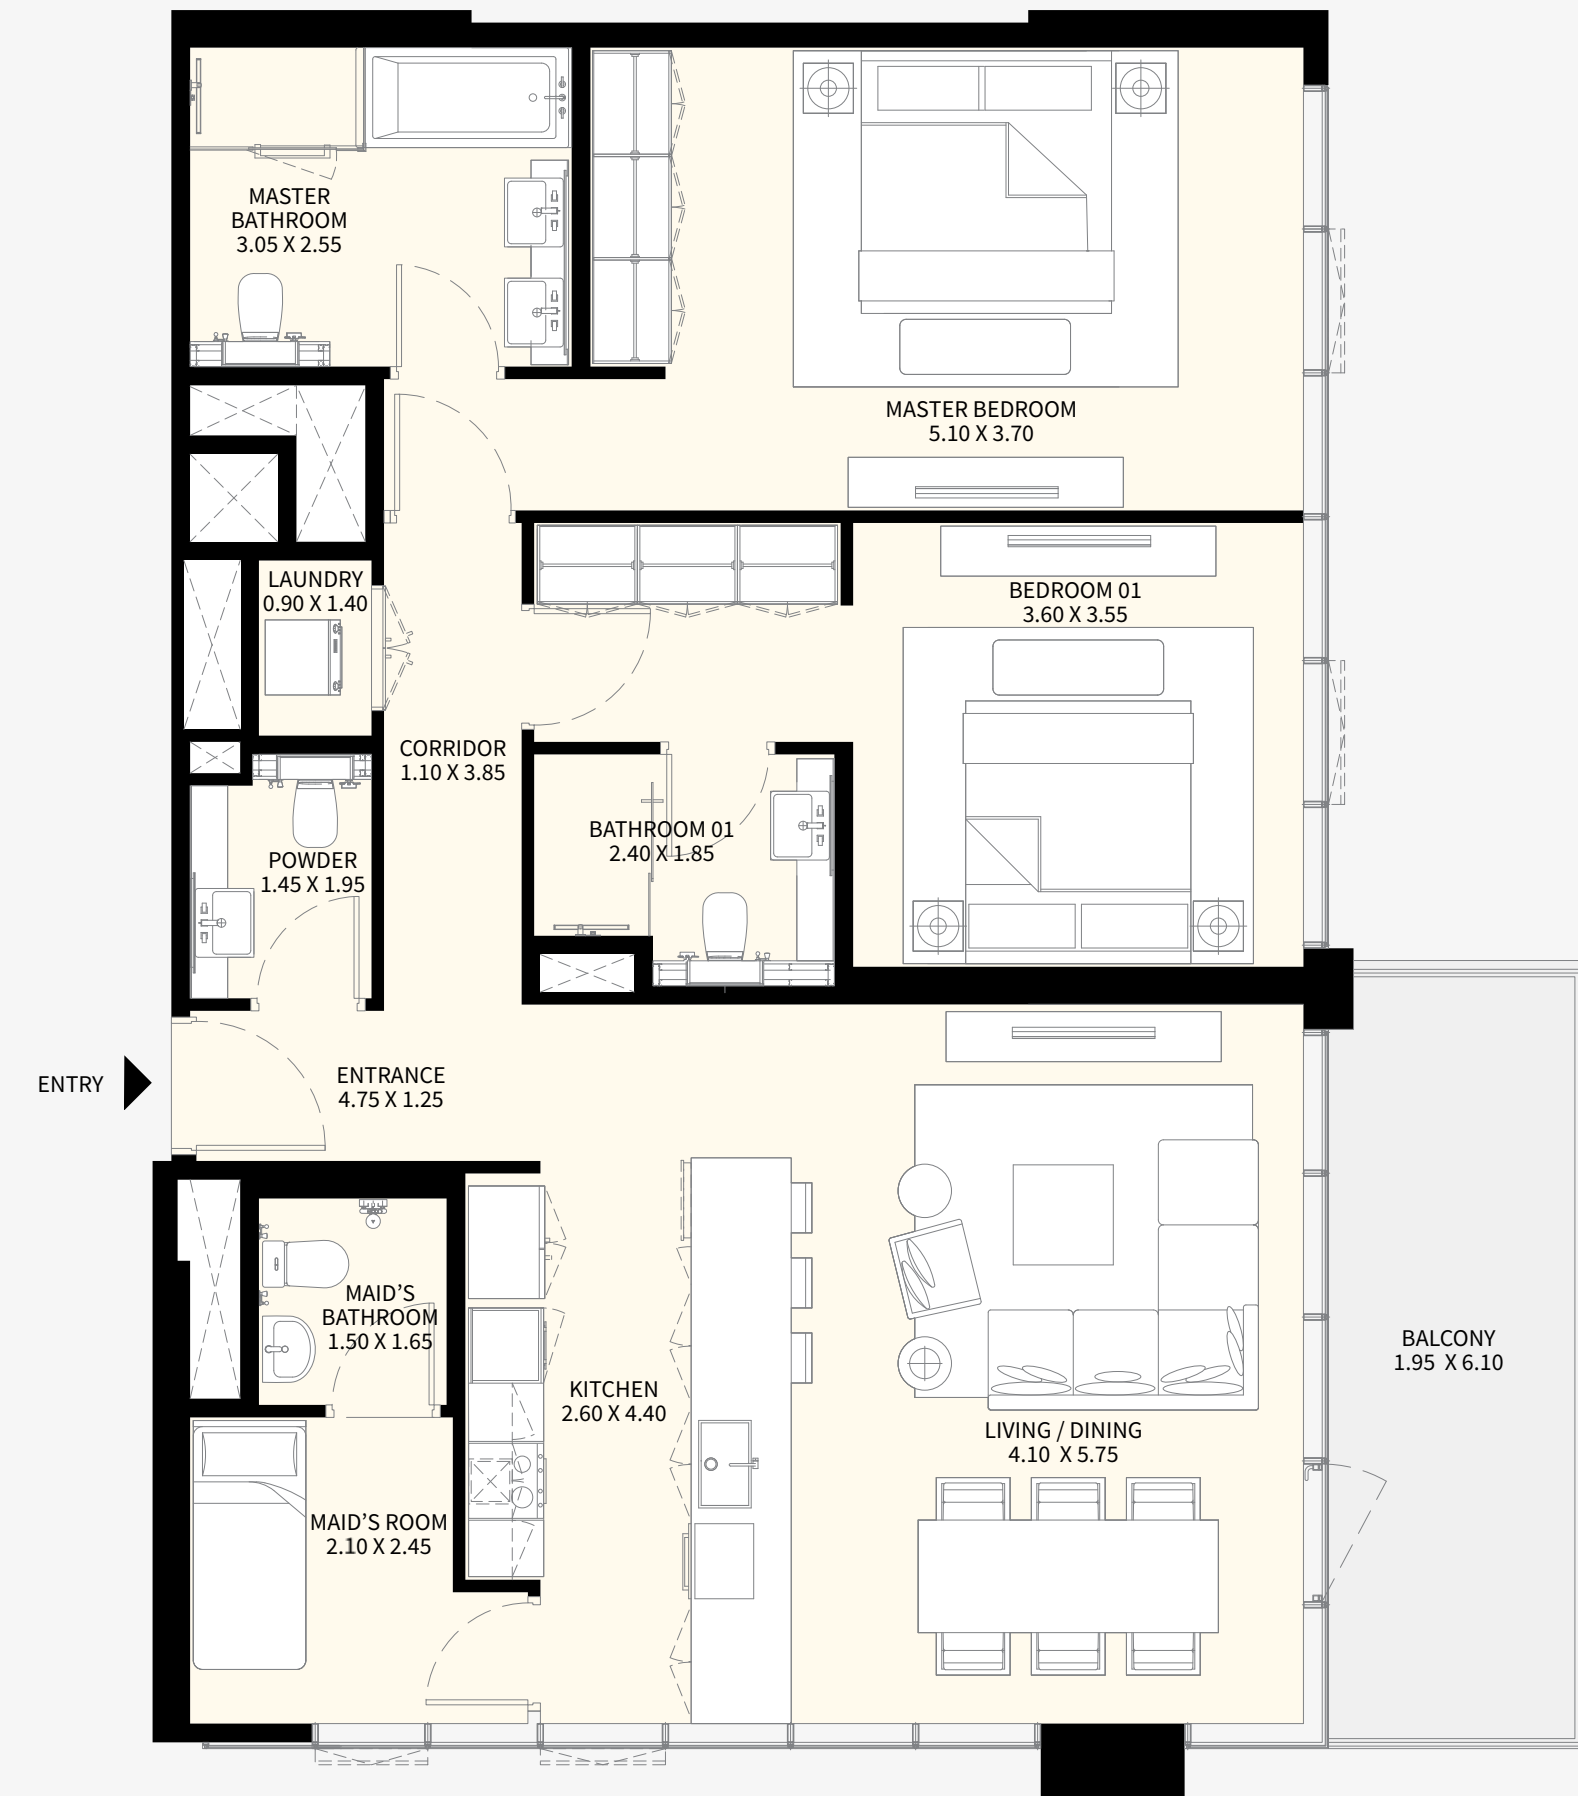 MASTER
BATHROOM
3.05 X 2.55
MASTER BEDROOM
5.10 X 3.70
LAUNDRY
0.90 X 1.40
BEDROOM 01
3.60 X 3.55
CORRIDOR
1.10 X 3.85
BATHROOM 01
2.40 X 1.85
POWDER
1.45 X 1.95
ENTRY
ENTRANCE
4.75 X 1.25
MAID’S
BATHROOM
1.50 X 1.65
KITCHEN
2.60 X 4.40
BALCONY
1.95 X 6.10
LIVING / DINING
4.10 X 5.75
MAID’S ROOM
2.10 X 2.45